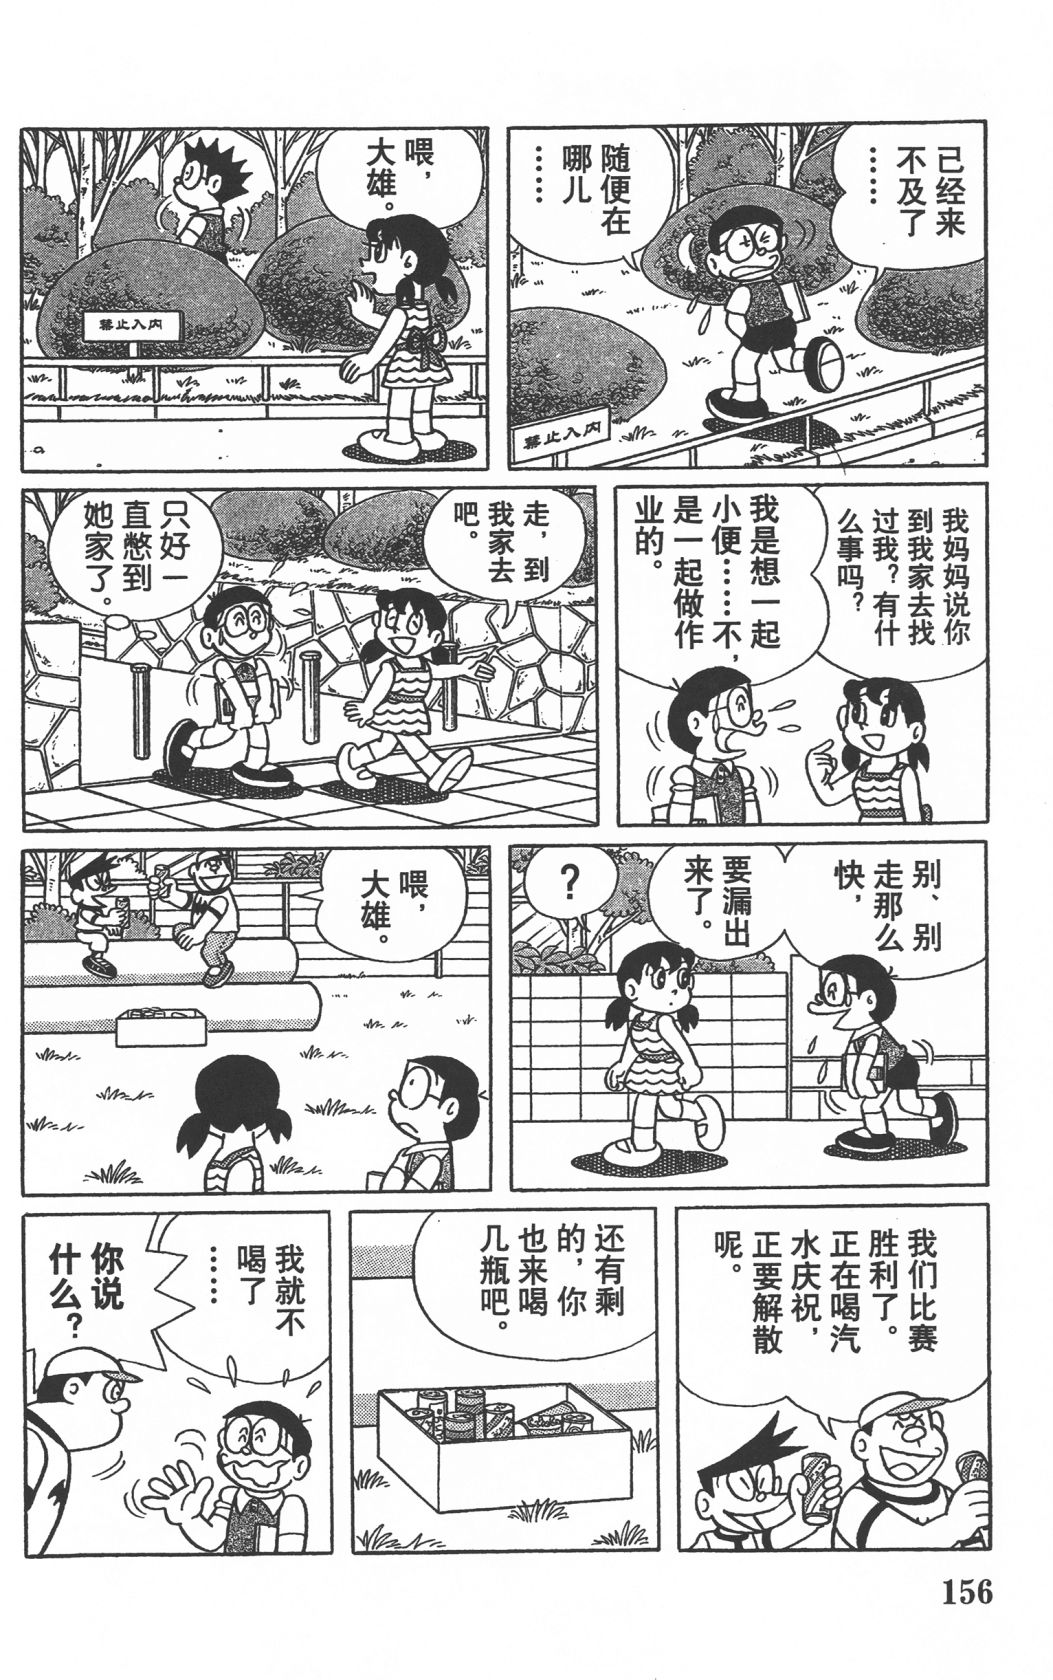 已经来
不及了
……
随便在
哪儿
……
禁止入内
喂，
大雄。
禁止入内
我妈妈说你
到我家去找
过我？有什
么事吗？
我是想一起
小便……不，
是一起做作
业的。
走，到
我家去
吧。
只好一
直憋到
她家了。
别、别
走那么
快，
要漏出
来了。
？
喂，
大雄。
我们比赛
胜利了。
正在喝汽
水庆祝，
正要解散
呢。
还有剩
的，你
也来喝
几瓶吧。
我就不
喝了
……
你说
什么？
156